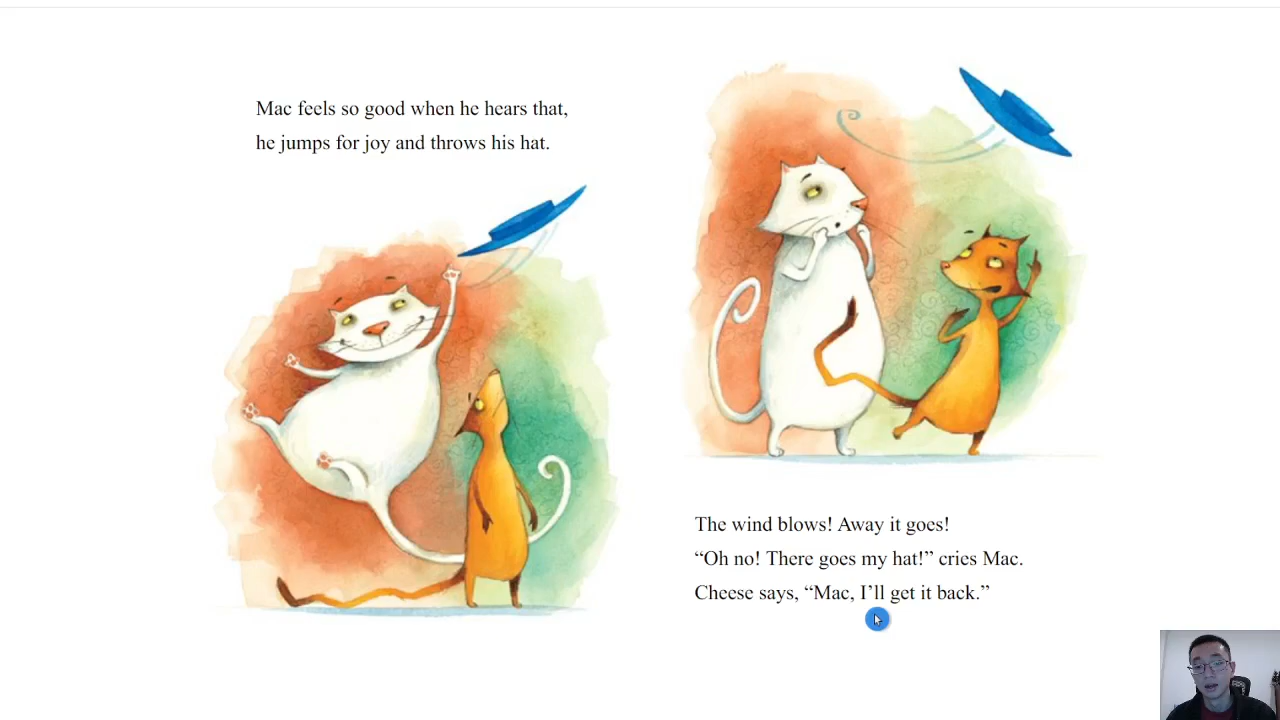 Mac feels so good when he hears that,
he jumps for joy and throws his hat.
The wind blows! Away it goes!
“Oh no! There goes my hat!” cries Mac.
Cheese says, “Mac, I’ll get it back.”